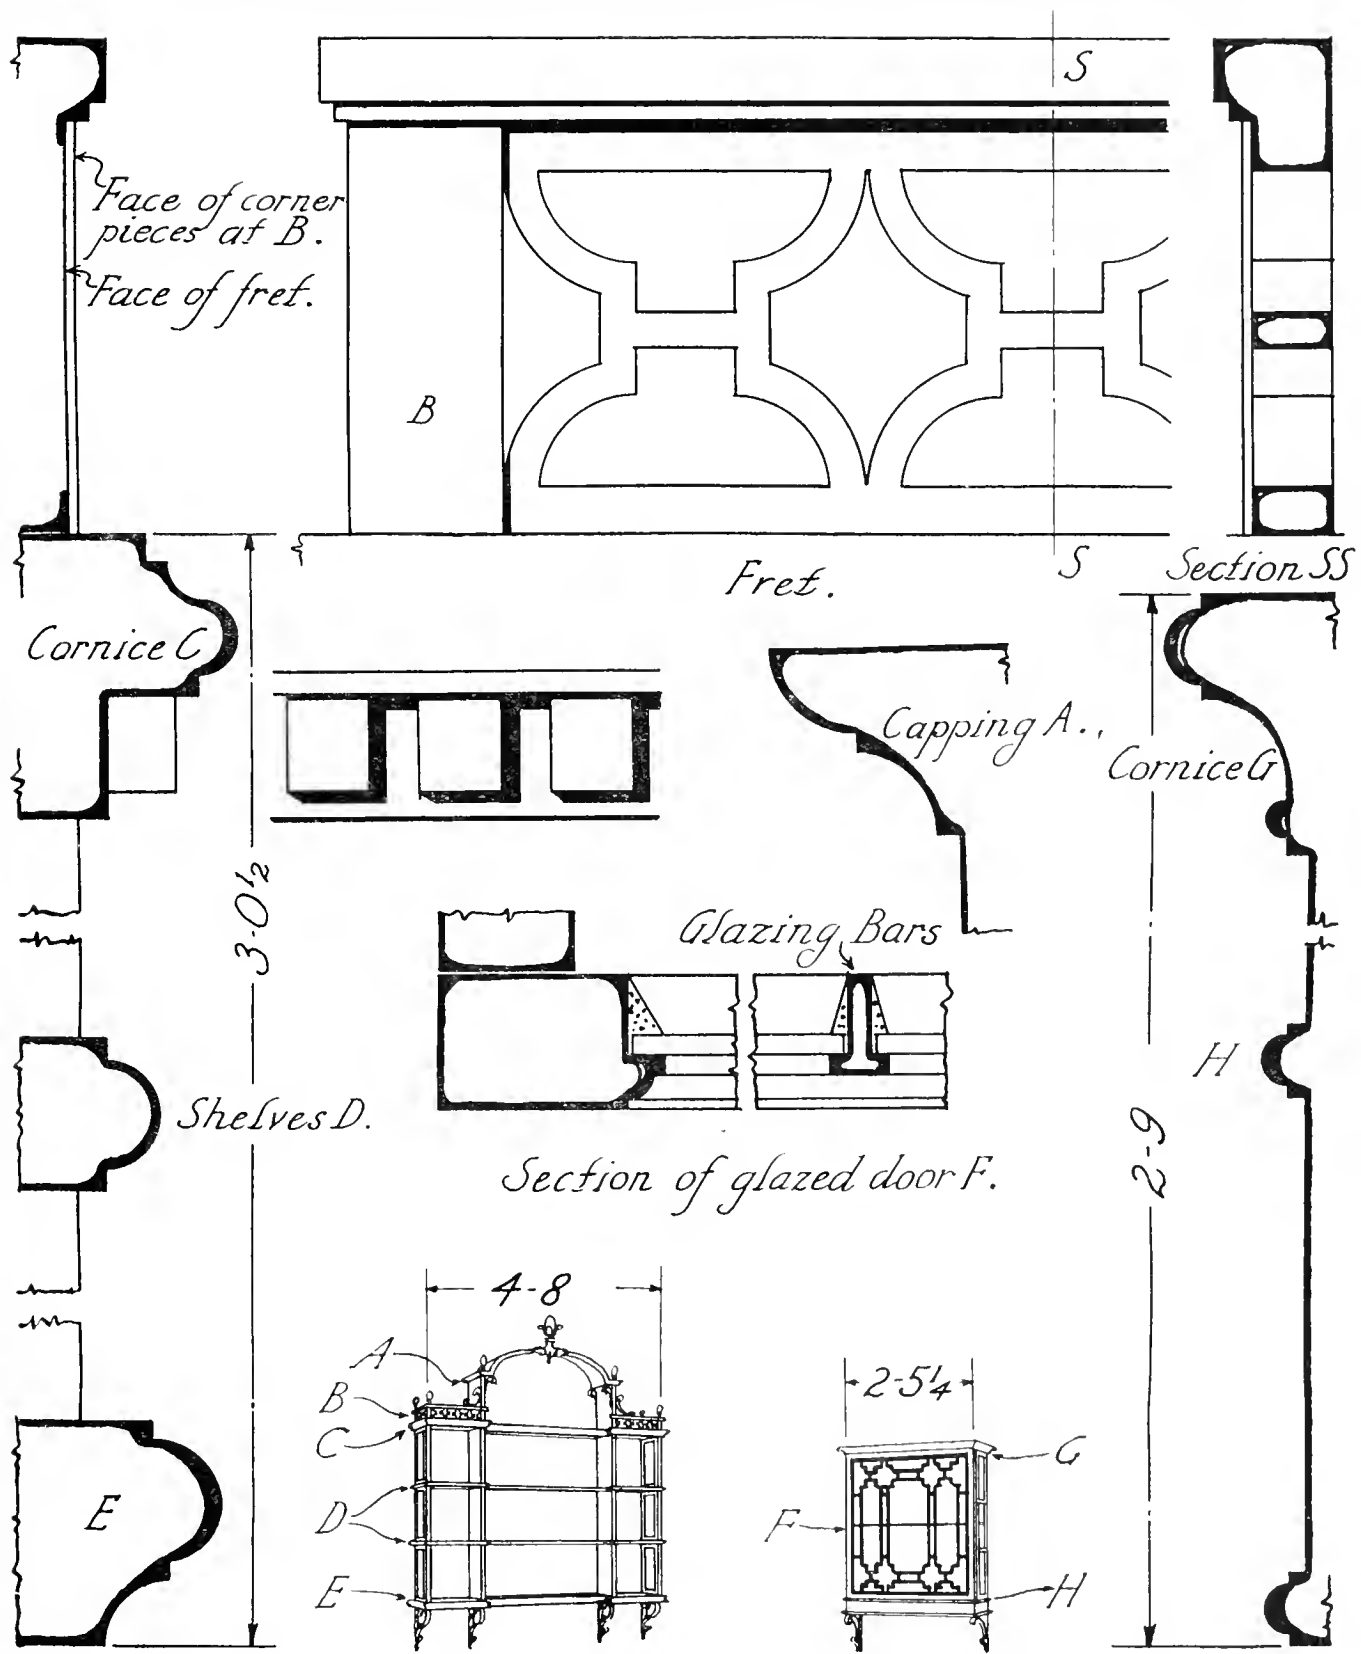 S
Face of corner
pieces at B.
Face of fret.
B
S
Section SS
Fret.
Cornice C
Capping A.,
Cornice G
3-0½
Glazing Bars
H
Shelves D.
2-9
Section of glazed door F.
4-8
A
B
C
D
E
E
2-5¼
G
F
H